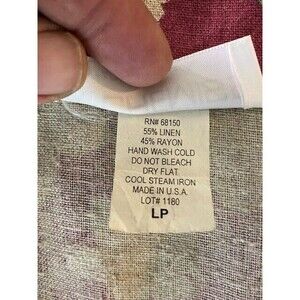 RN# 68150
55% LINEN
45% RAYON
HAND WASH COLD
DO NOT BLEACH
DRY FLAT
COOL STEAM IRON
MADE IN U.S.A.
LOT# 1180
LP